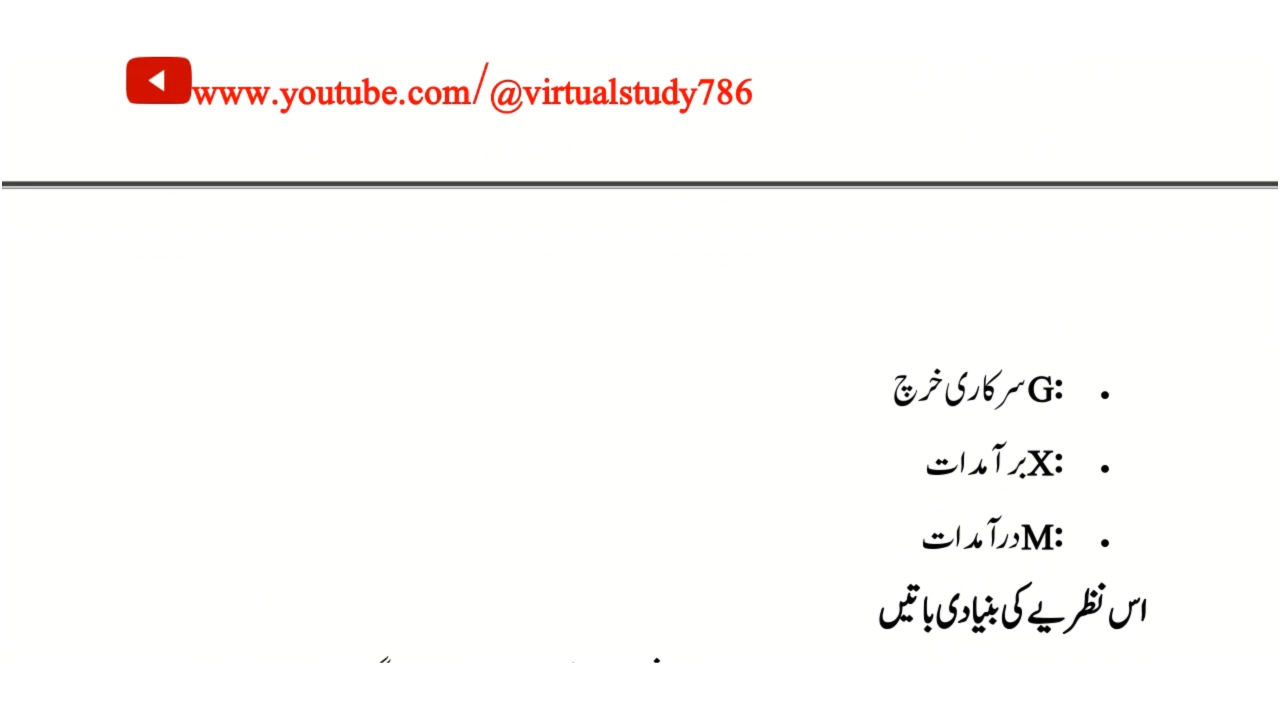 www.youtube.com/@virtualstudy786
• :G سرکاری خرچ
• :X برآمدات
• :M درآمدات
اس نظریے کی بنیادی باتیں